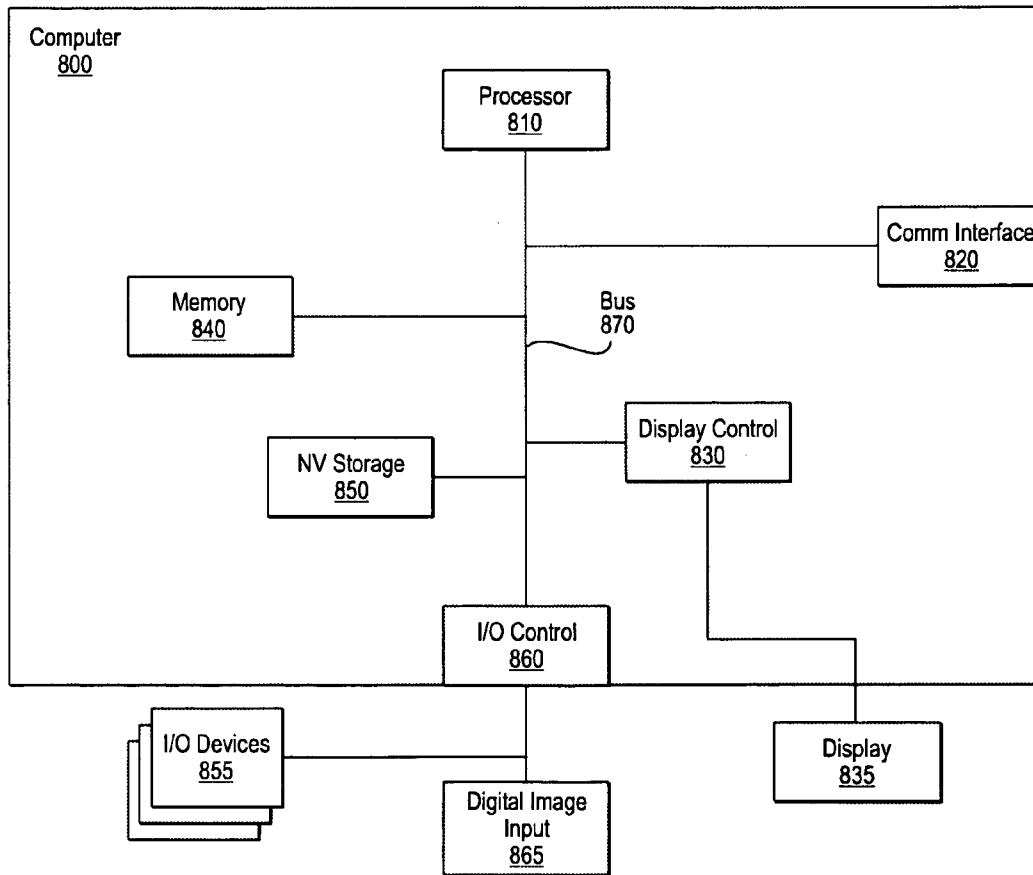 Computer
800
Processor
810
Comm Interface
820
Memory
840
Bus
870
Display Control
830
NV Storage
850
I/O Control
860
I/O Devices
855
Display
835
Digital Image
Input
865